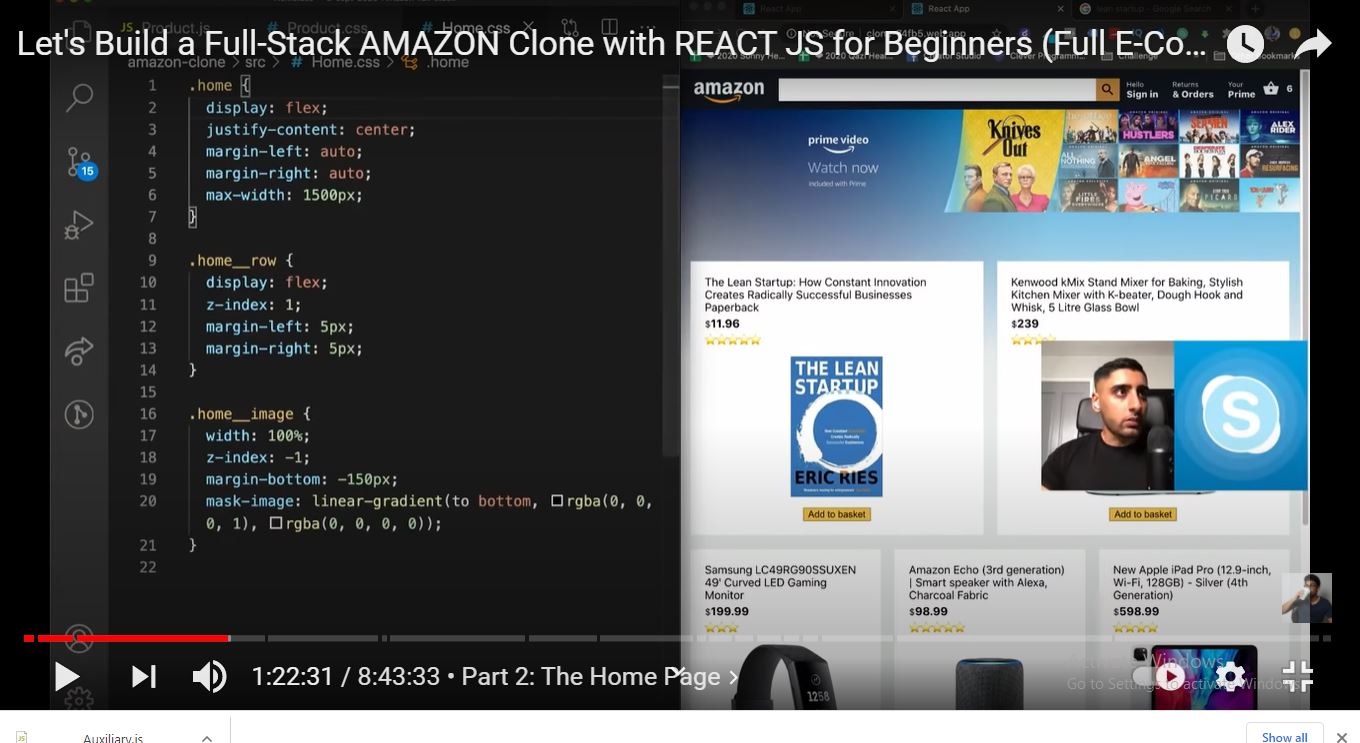 React App
React App
lean startup - Google Search
JS Product.js
# Product.css
# Home.css
Let's Build a Full-Stack AMAZON Clone with REACT JS for Beginners (Full E-Co...
amazon-clone > src > # Home.css > .home
1 .home {
2 display: flex;
3 justify-content: center;
4 margin-left: auto;
5 margin-right: auto;
6 max-width: 1500px;
7 }
8
9 .home__row {
10 display: flex;
11 z-index: 1;
12 margin-left: 5px;
13 margin-right: 5px;
14 }
15
16 .home__image {
17 width: 100%;
18 z-index: -1;
19 margin-bottom: -150px;
20 mask-image: linear-gradient(to bottom, rgba(0, 0,
0, 1), rgba(0, 0, 0, 0));
21 }
22
15
amazon
Hello
Sign in
Returns
& Orders
Your
Prime
6
prime video
Watch now
Included with Prime
Knives
Out
HUSTLERS
ALEX
RIDER
ALL
NOTHING
ANGEL
LITTLE
FIRES
PICARD
The Lean Startup: How Constant Innovation
Creates Radically Successful Businesses
Paperback
$11.96
THE LEAN
STARTUP
ERIC RIES
Add to basket
Kenwood kMix Stand Mixer for Baking, Stylish
Kitchen Mixer with K-beater, Dough Hook and
Whisk, 5 Litre Glass Bowl
$239
S
Add to basket
Samsung LC49RG90SSUXEN
49' Curved LED Gaming
Monitor
$199.99
Amazon Echo (3rd generation)
| Smart speaker with Alexa,
Charcoal Fabric
$98.99
New Apple iPad Pro (12.9-inch,
Wi-Fi, 128GB) - Silver (4th
Generation)
$598.99
1258
1:22:31 / 8:43:33 • Part 2: The Home Page
Activate Windows
Go to Settings to activate Windows.
JS Auxiliary.js
Show all